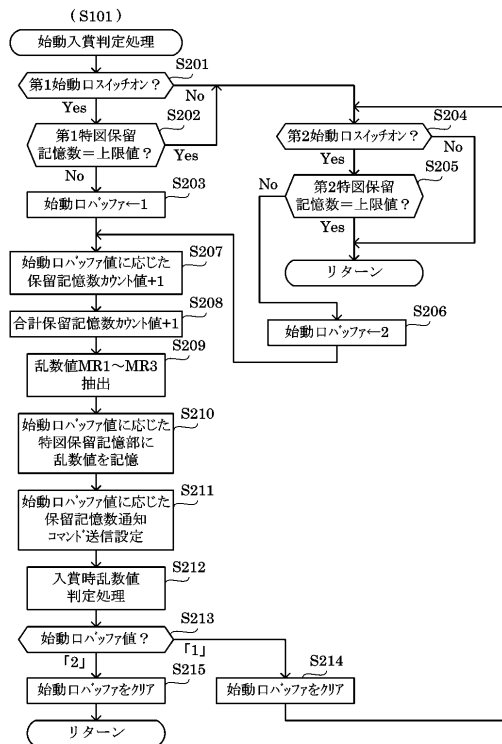 (S101)
始動入賞判定処理
S201
第1始動口スイッチオン？
Yes
No
S202
第1特図保留
記憶数＝上限値？
Yes
No
S203
始動口バッファ←1
S204
第2始動口スイッチオン？
No
Yes
S205
第2特図保留
記憶数＝上限値？
No
Yes
リターン
S206
始動口バッファ←2
S207
始動口バッファ値に応じた
保留記憶数カウント値+1
S208
合計保留記憶数カウント値+1
S209
乱数値MR1～MR3
抽出
S210
始動口バッファ値に応じた
特図保留記憶部に
乱数値を記憶
S211
始動口バッファ値に応じた
保留記憶数通知
コマンド送信設定
S212
入賞時乱数値
判定処理
S213
始動口バッファ値？
「2」
「1」
S215
始動口バッファをクリア
S214
始動口バッファをクリア
リターン